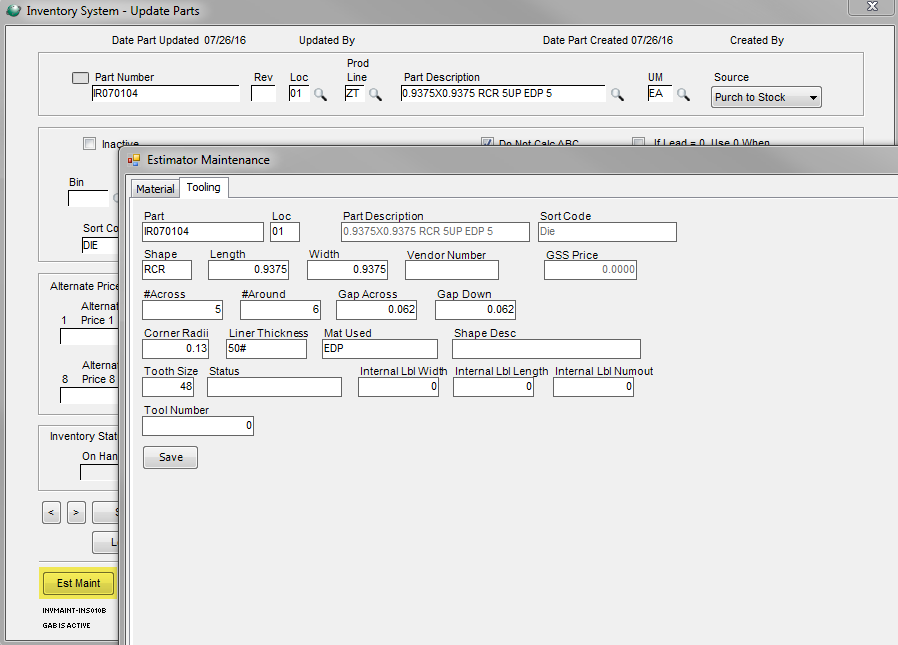 Inventory System - Update Parts
Date Part Updated 07/26/16 Updated By Date Part Created 07/26/16 Created By
Part Number Rev Loc Prod Line Part Description UM Source
IR070104 01 ZT 0.9375X0.9375 RCR 5UP EDP 5 EA Purch to Stock
Inactive Do Not Calc ABC If Lead = 0, Use 0 When
Estimator Maintenance
Material Tooling
Bin
Sort Co
DIE
Part Loc Part Description Sort Code
IR070104 01 0.9375X0.9375 RCR 5UP EDP 5 Die
Shape Length Width Vendor Number GSS Price
RCR 0.9375 0.9375 0.0000
#Across #Around Gap Across Gap Down
5 6 0.062 0.062
Corner Radii Liner Thickness Mat Used Shape Desc
0.13 50# EDP
Tooth Size Status Internal Lbl Width Internal Lbl Length Internal Lbl Numout
48 0 0 0
Tool Number
0
Save
Alternate Price
Alternat
1 Price 1
Alterna
8 Price 8
Inventory Stat
On Han
< > S
L
Est Maint
INVMAINT-INS010B
GAB IS ACTIVE